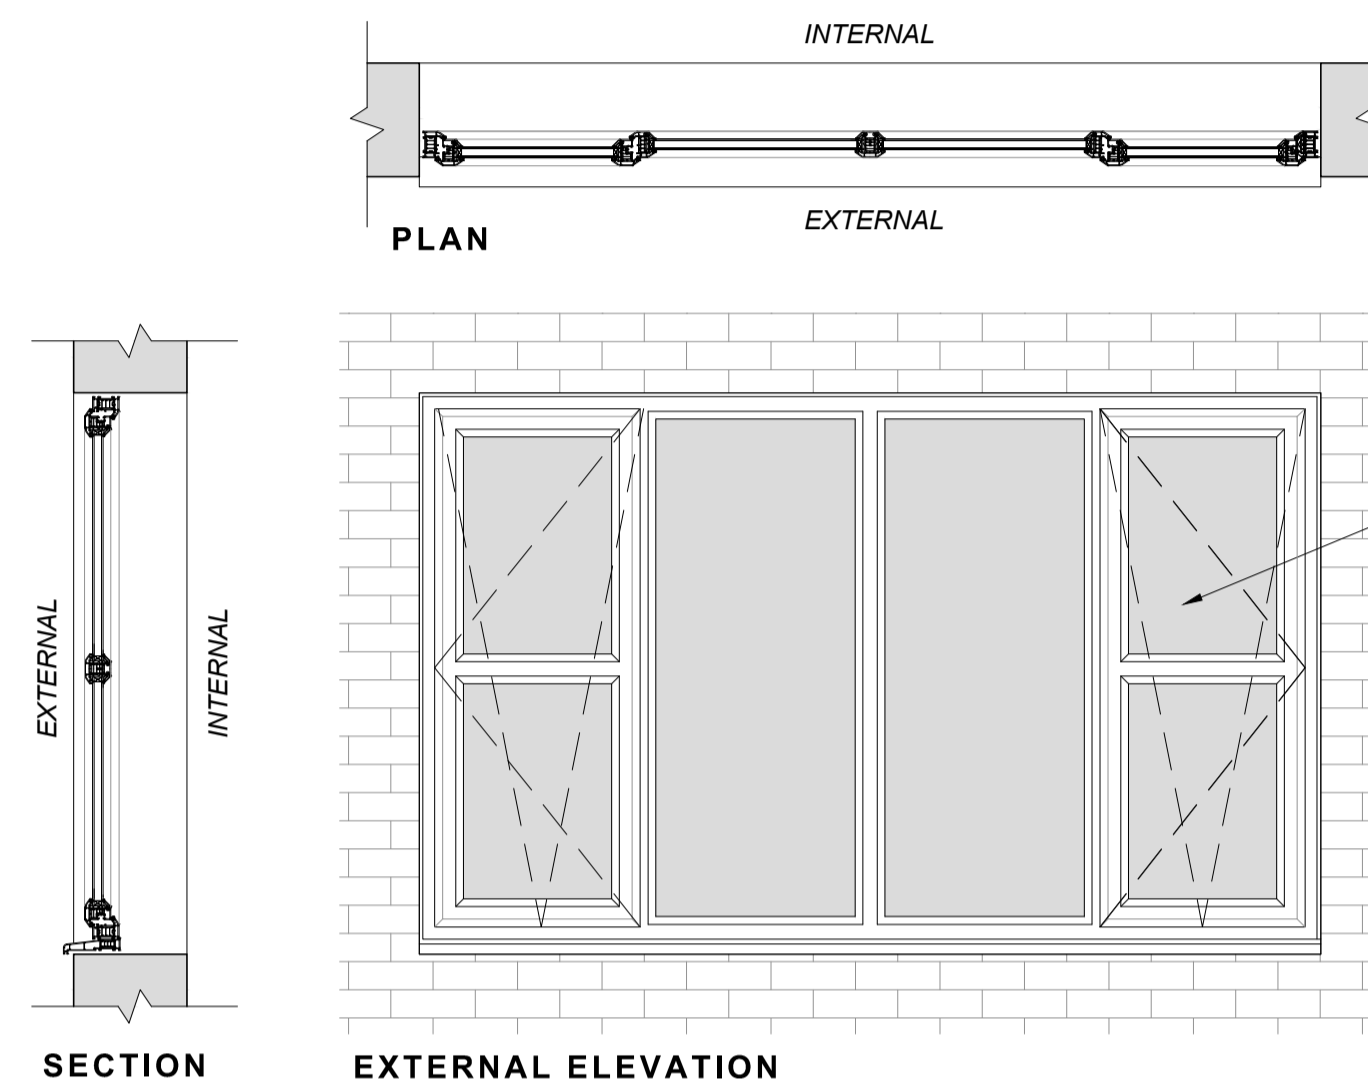 INTERNAL
EXTERNAL
PLAN
EXTERNAL
INTERNAL
SECTION
EXTERNAL ELEVATION